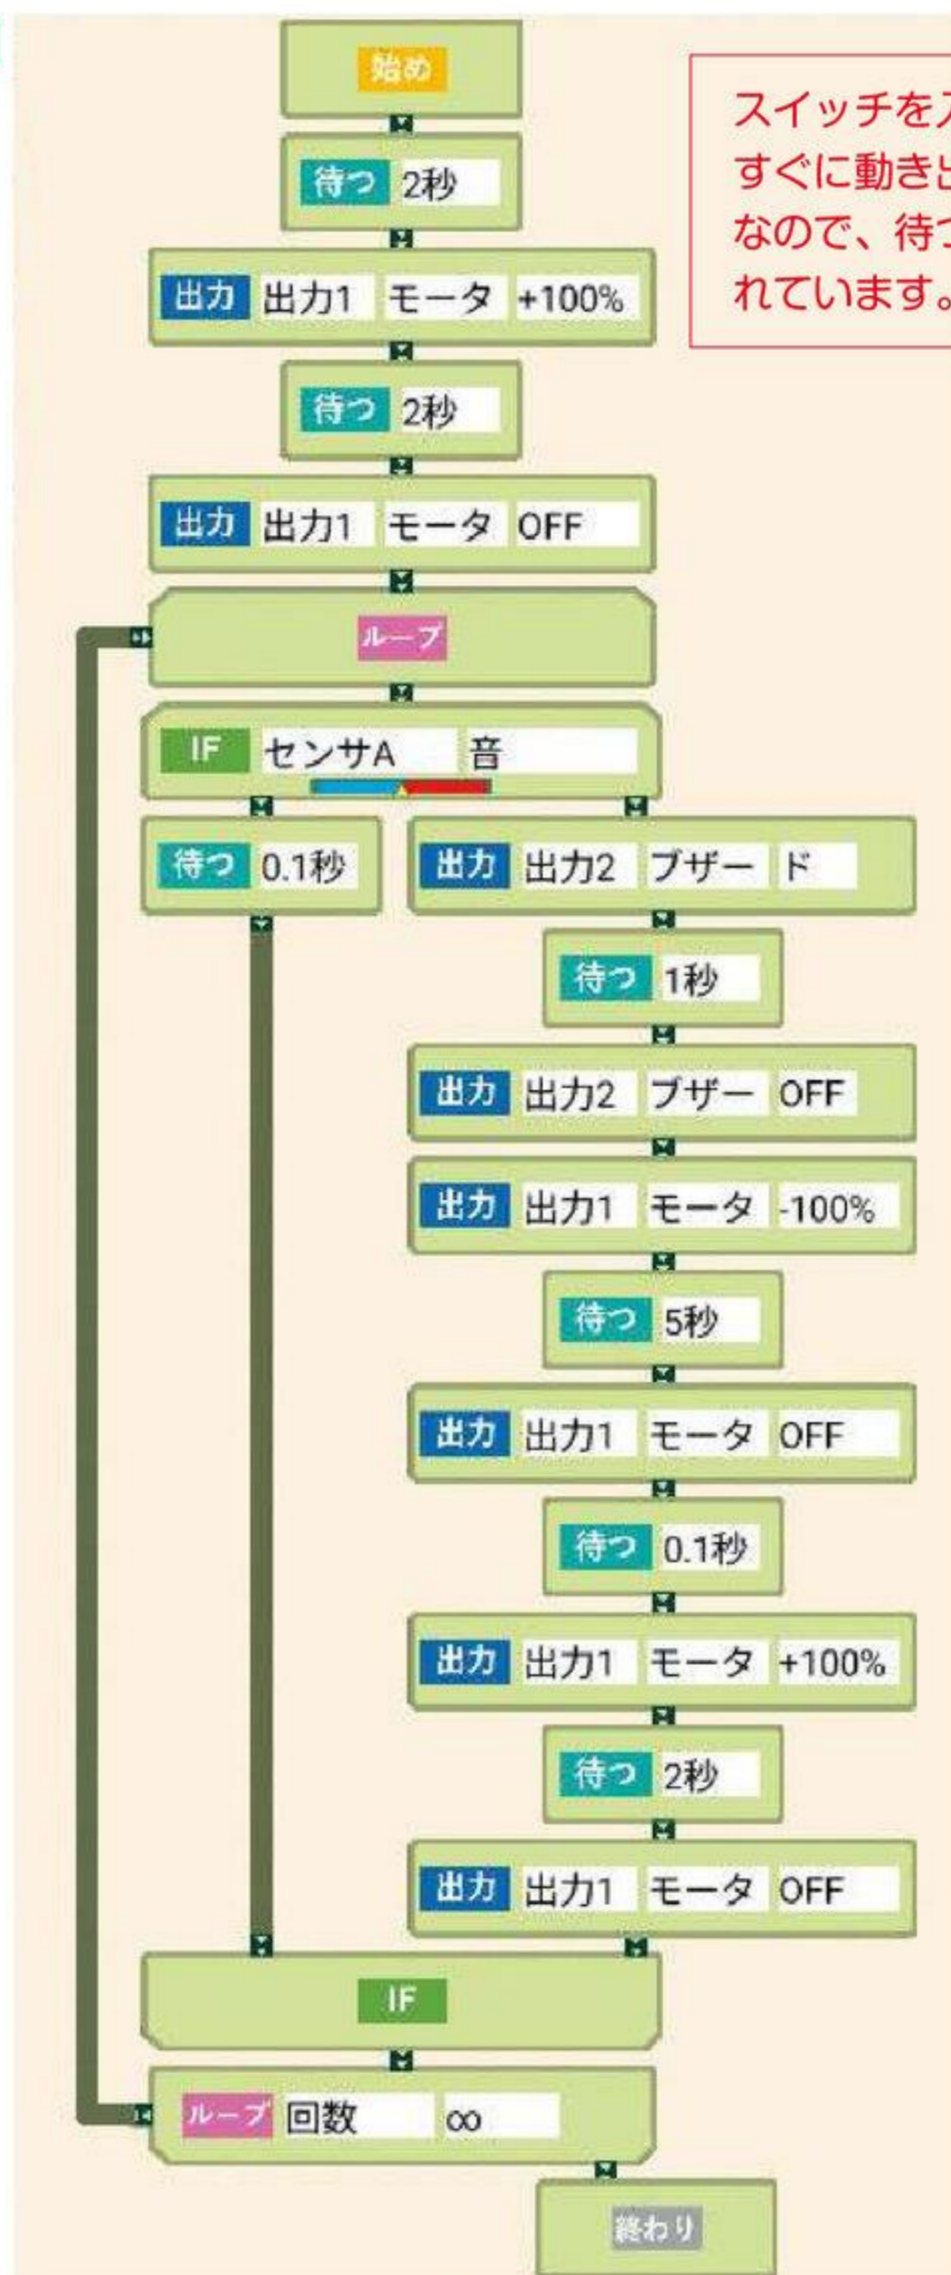 始め
スイッチを
すぐに動き
なので、待
れています。
待つ 2秒
出力 出力1 モータ +100%
待つ 2秒
出力 出力1 モータ OFF
ループ
IF センサA 音
待つ 0.1秒
出力 出力2 ブザー ド
待つ 1秒
出力 出力2 ブザー OFF
出力 出力1 モータ -100%
待つ 5秒
出力 出力1 モータ OFF
待つ 0.1秒
出力 出力1 モータ +100%
待つ 2秒
出力 出力1 モータ OFF
IF
ループ 回数 ∞
終わり